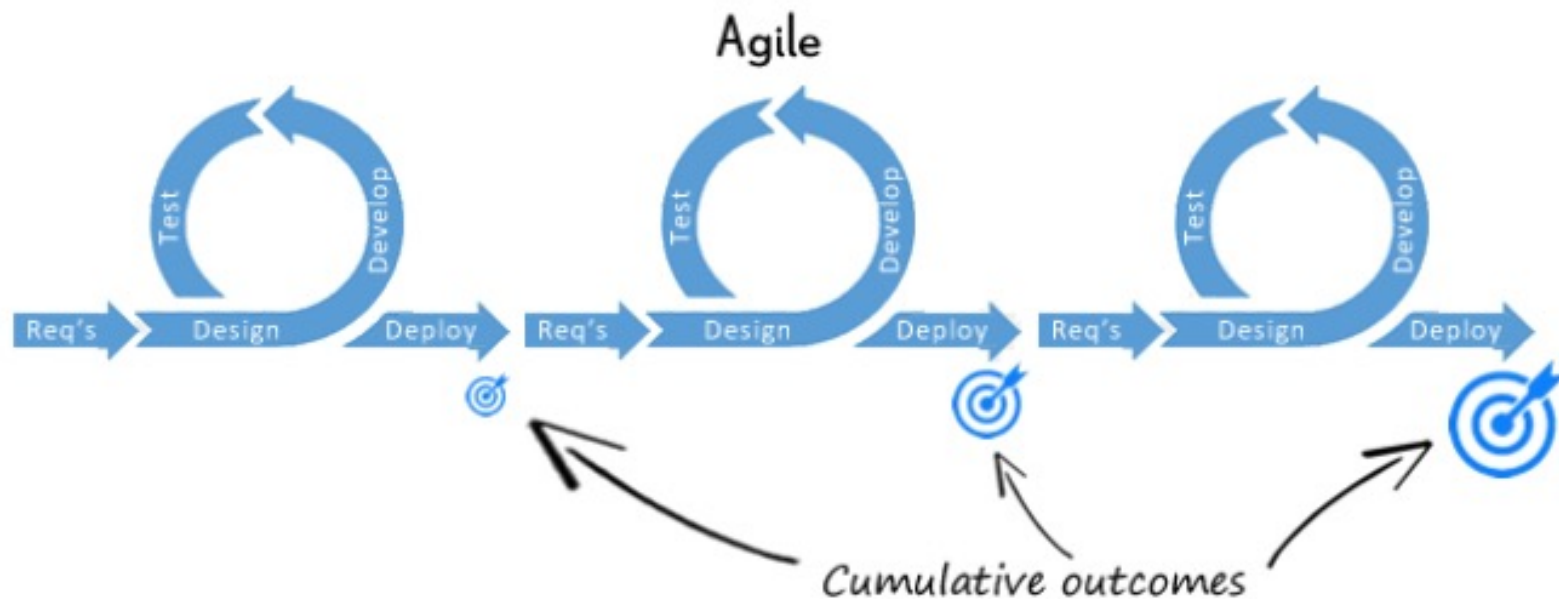 Agile
Test
Develop
Req's
Design
Deploy
Test
Develop
Req's
Design
Deploy
Test
Develop
Req's
Design
Deploy
Cumulative outcomes